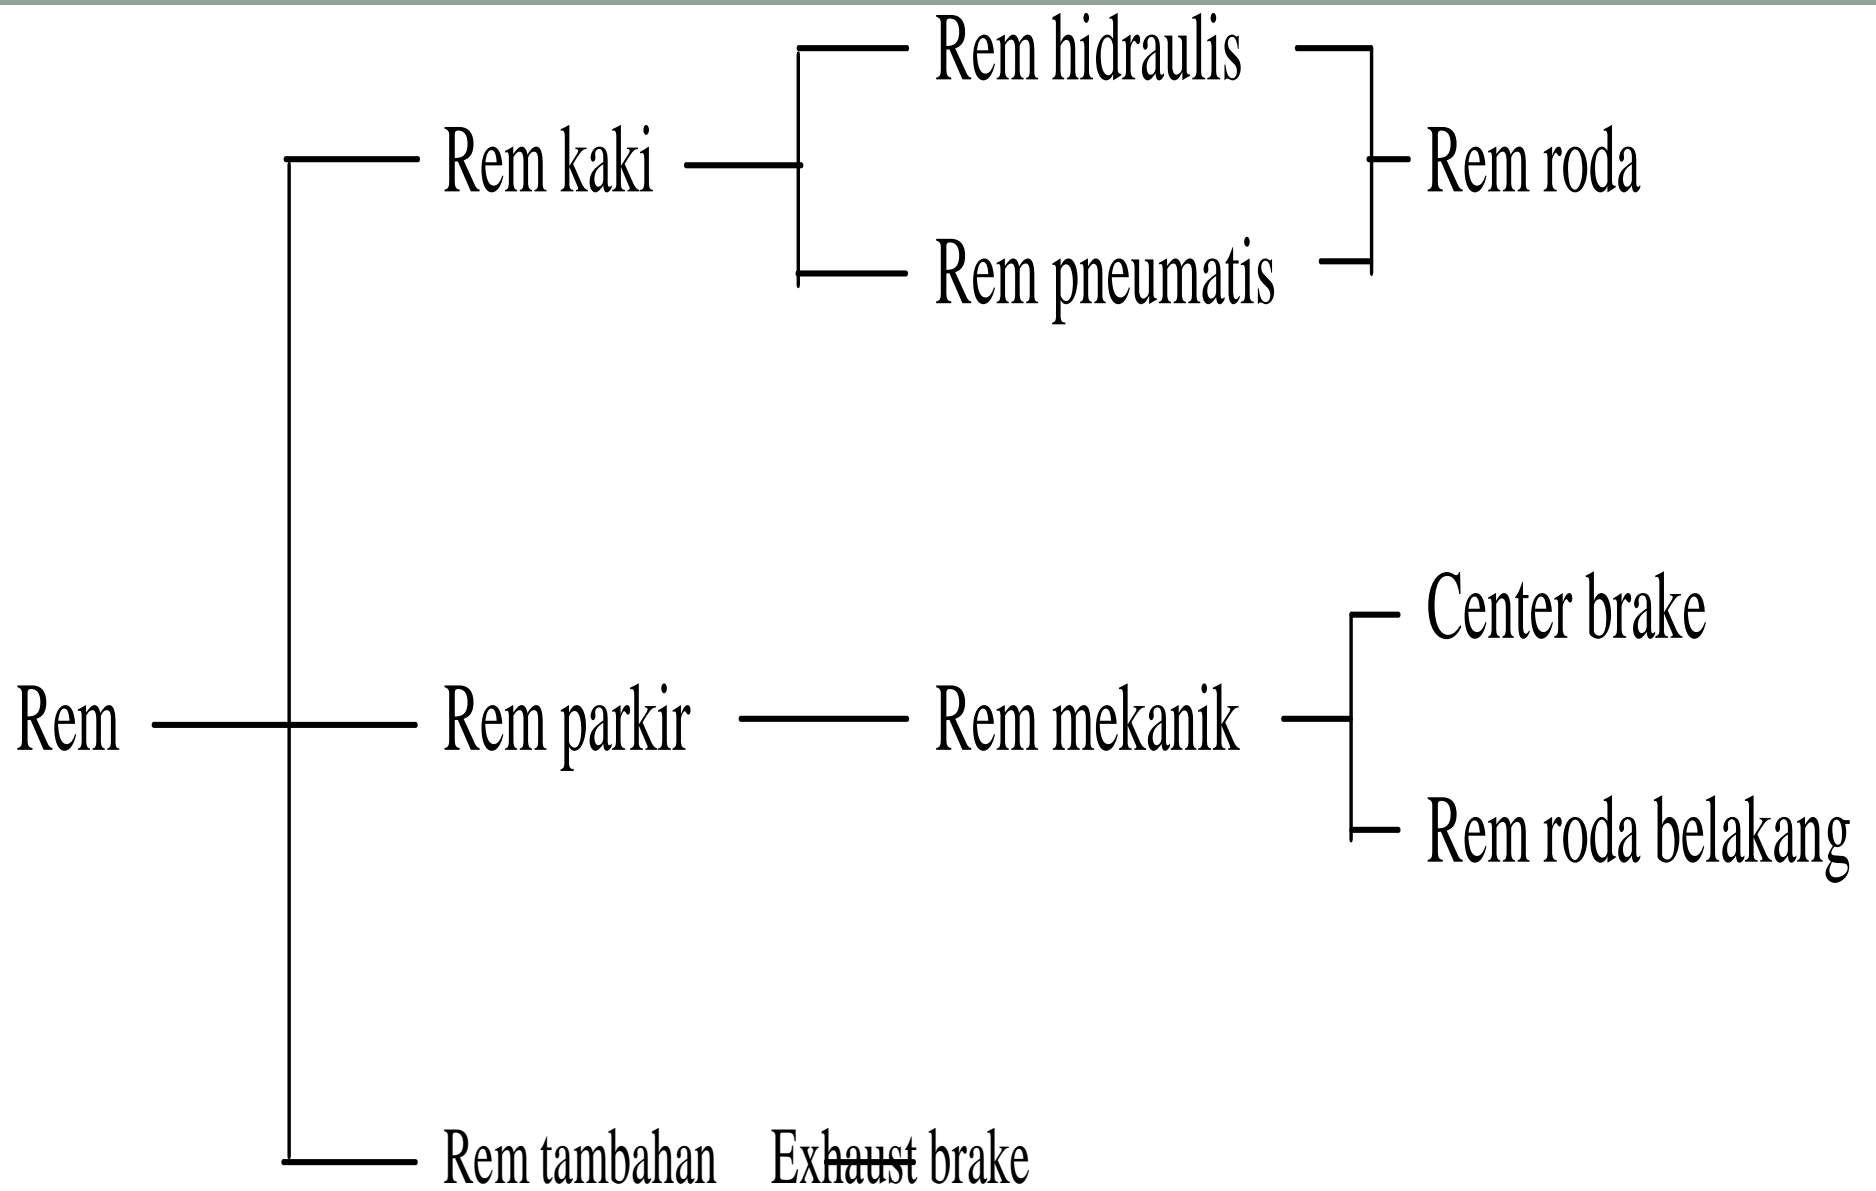 Rem hidraulis
Rem kaki
Rem roda
Rem pneumatis
Center brake
Rem
Rem parkir
Rem mekanik
Rem roda belakang
Rem tambahan
Exhaust brake